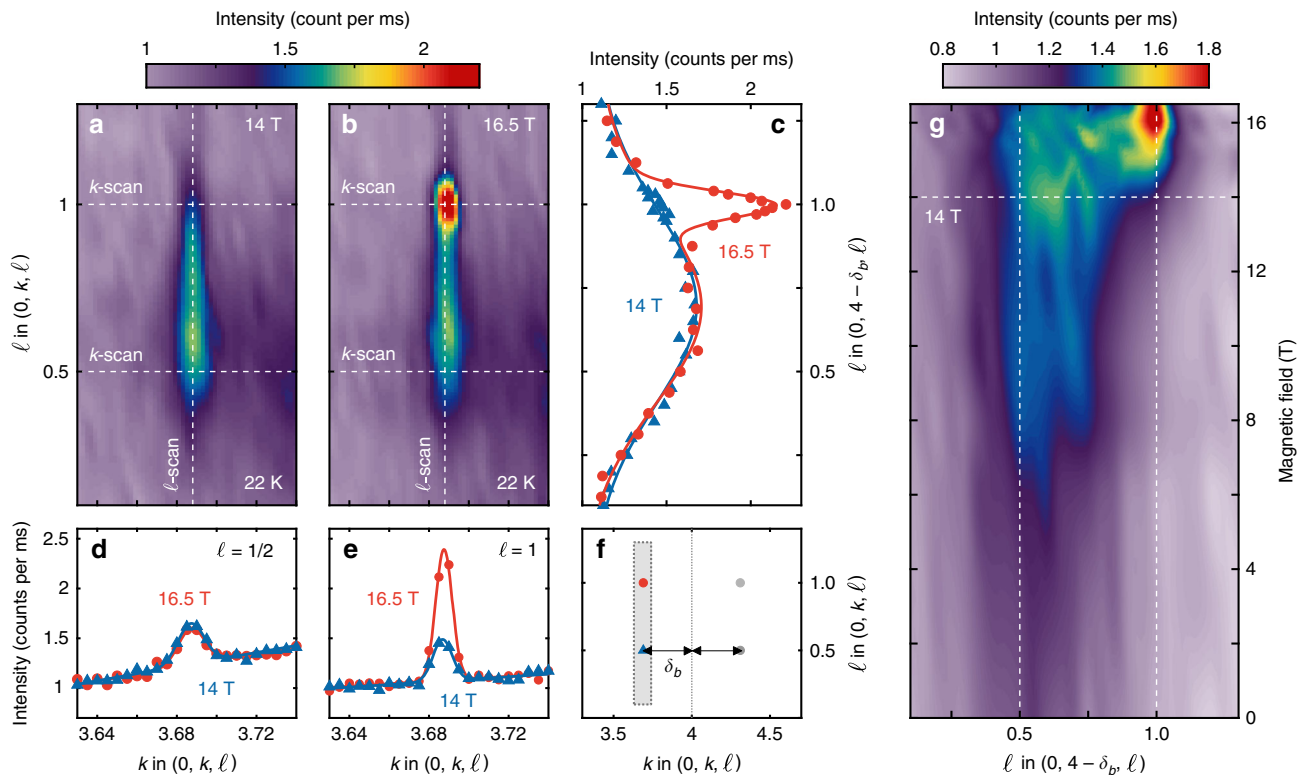 Intensity (count per ms)
1 1.5 2
a 14 T
k-scan
k-scan
ℓ-scan
22 K
ℓ in (0, k, ℓ)
1
0.5
b 16.5 T
k-scan
k-scan
ℓ-scan
22 K
Intensity (counts per ms)
1 1.5 2
c
16.5 T
14 T
1.0
0.5
ℓ in (0, 4 – δb, ℓ)
Intensity (counts per ms)
2.5
2
1.5
1
d ℓ = 1/2
16.5 T
14 T
3.64 3.68 3.72
k in (0, k, ℓ)
e ℓ = 1
16.5 T
14 T
3.64 3.68 3.72
k in (0, k, ℓ)
f
δb
1.0
0.5
ℓ in (0, k, ℓ)
3.5 4 4.5
k in (0, k, ℓ)
Intensity (counts per ms)
0.8 1 1.2 1.4 1.6 1.8
g
14 T
16
12
8
4
0
Magnetic field (T)
0.5 1.0
ℓ in (0, 4 – δb, ℓ)